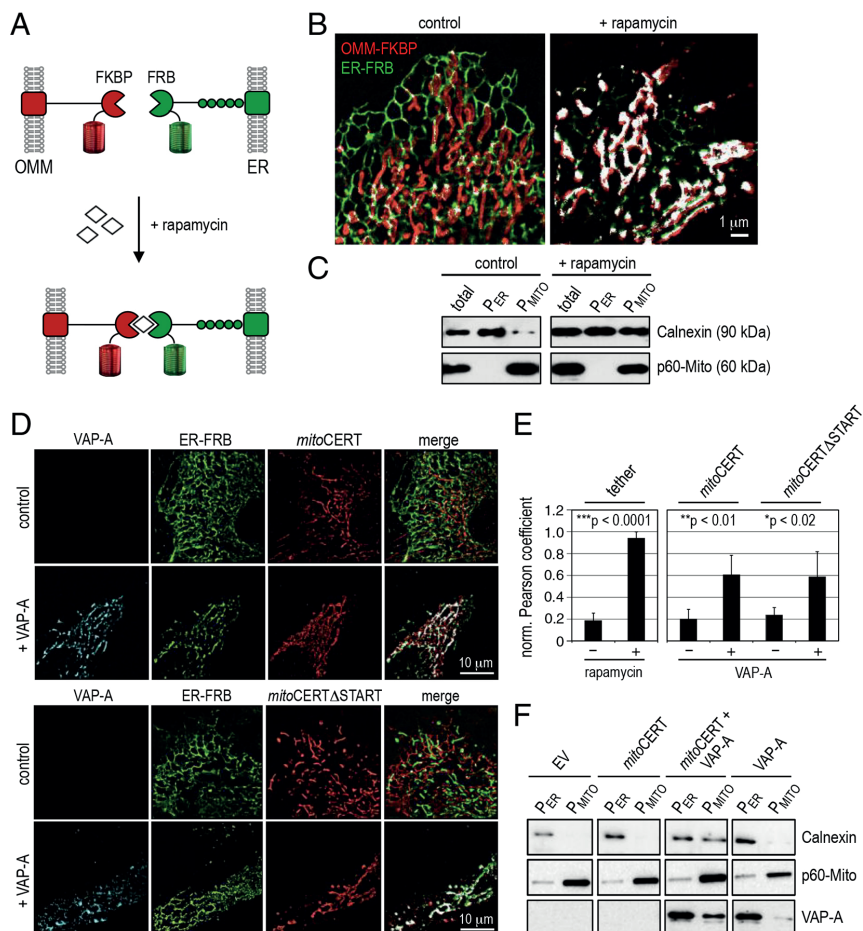 A
FKBP FRB
OMM ER
+ rapamycin
B
control + rapamycin
OMM-FKBP
ER-FRB
1 μm
C
control + rapamycin
total PER PMITO total PER PMITO
Calnexin (90 kDa)
p60-Mito (60 kDa)
D
VAP-A ER-FRB mitoCERT merge
control
+ VAP-A
10 μm
VAP-A ER-FRB mitoCERTΔSTART merge
control
+ VAP-A
10 μm
E
tether mitoCERT mitoCERTΔSTART
norm. Pearson coefficient
1.2
1.0
0.8
0.6
0.4
0.2
0
***p < 0.0001 **p < 0.01 *p < 0.02
− + − + − +
rapamycin VAP-A
F
EV mitoCERT mitoCERT + VAP-A VAP-A
PER PMITO PER PMITO PER PMITO PER PMITO
Calnexin
p60-Mito
VAP-A